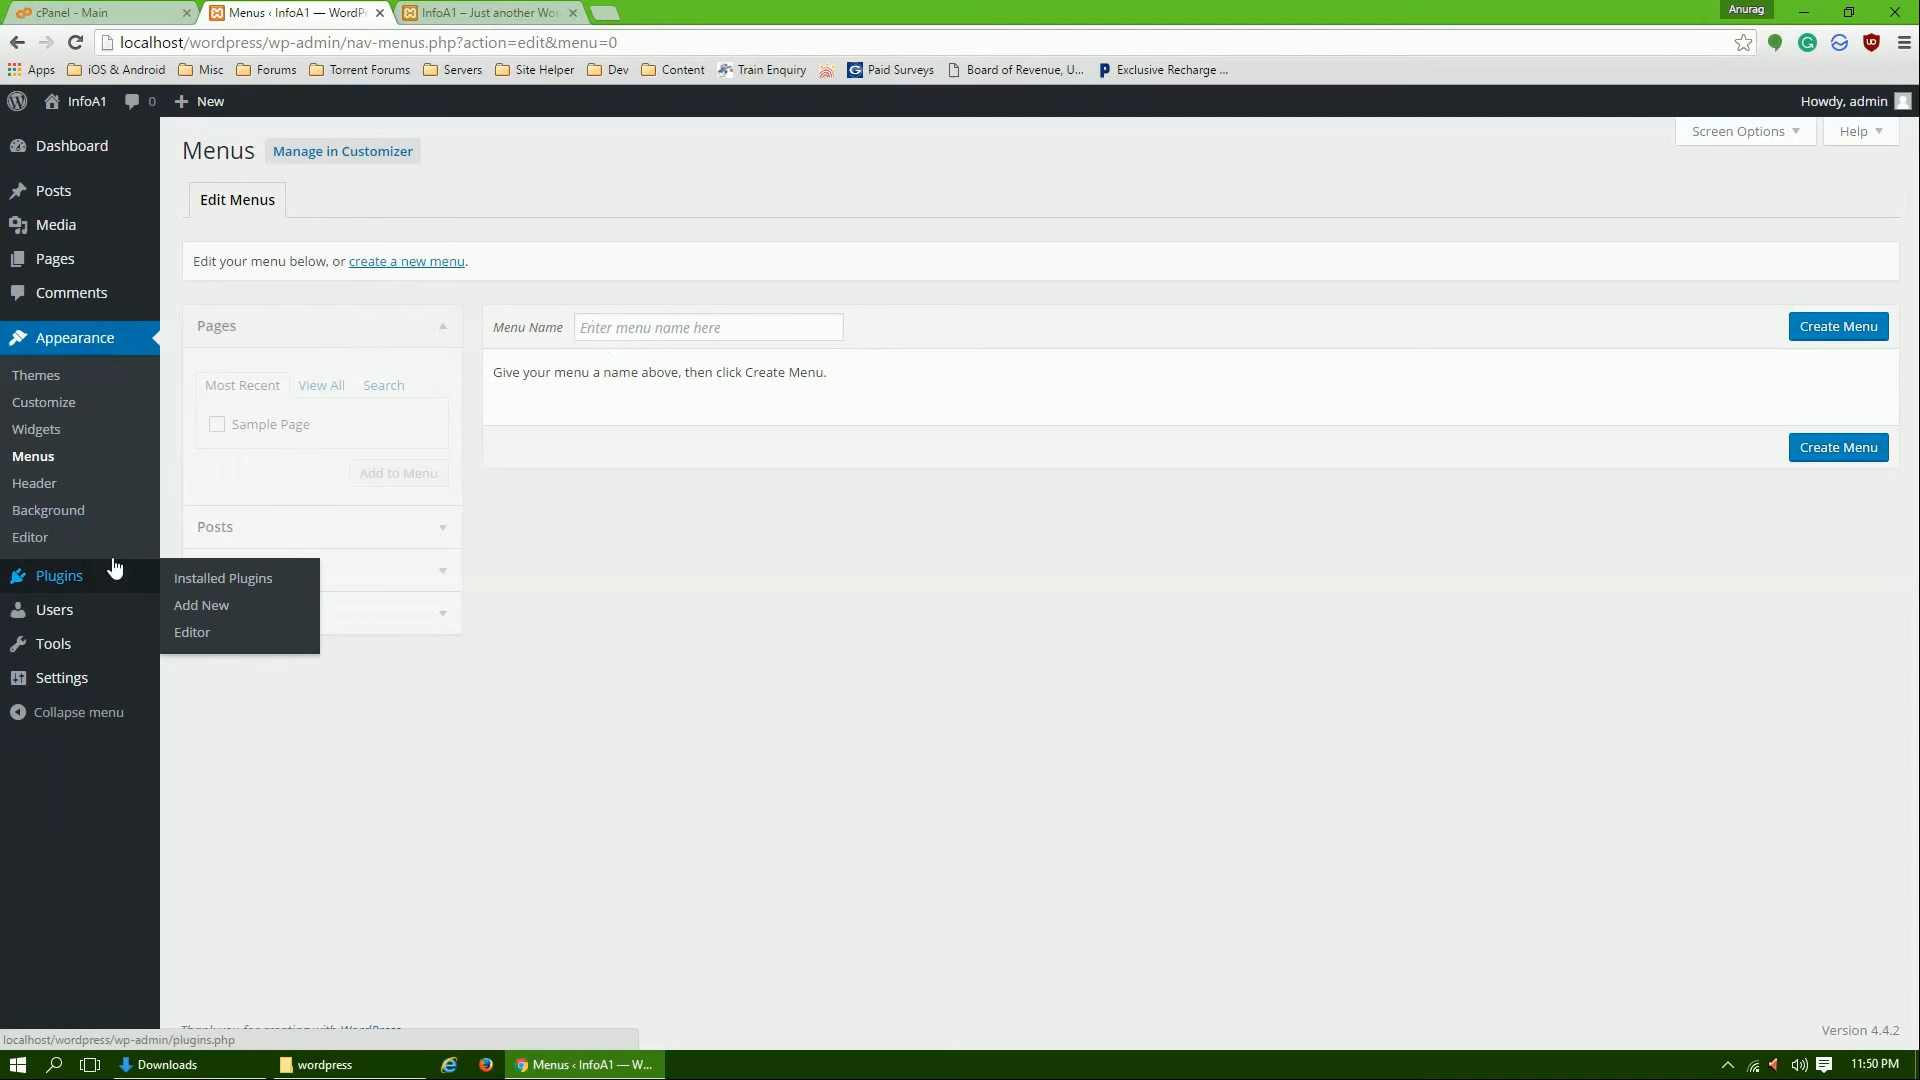 cPanel - Main
Menus ‹ InfoA1 — WordPr
InfoA1 – Just another Wor
Anurag
localhost/wordpress/wp-admin/nav-menus.php?action=edit&menu=0
Apps
iOS & Android
Misc
Forums
Torrent Forums
Servers
Site Helper
Dev
Content
Train Enquiry
Paid Surveys
Board of Revenue, U...
Exclusive Recharge ...
InfoA1
0
New
Howdy, admin
Dashboard
Posts
Media
Pages
Comments
Appearance
Themes
Customize
Widgets
Menus
Header
Background
Editor
Plugins
Users
Tools
Settings
Collapse menu
Installed Plugins
Add New
Editor
Screen Options
Help
Menus
Manage in Customizer
Edit Menus
Edit your menu below, or create a new menu.
Pages
Most Recent
View All
Search
Sample Page
Add to Menu
Posts
Menu Name
Enter menu name here
Create Menu
Give your menu a name above, then click Create Menu.
Create Menu
Thank you for creating with WordPress
Version 4.4.2
localhost/wordpress/wp-admin/plugins.php
Downloads
wordpress
Menus ‹ InfoA1 — W...
11:50 PM